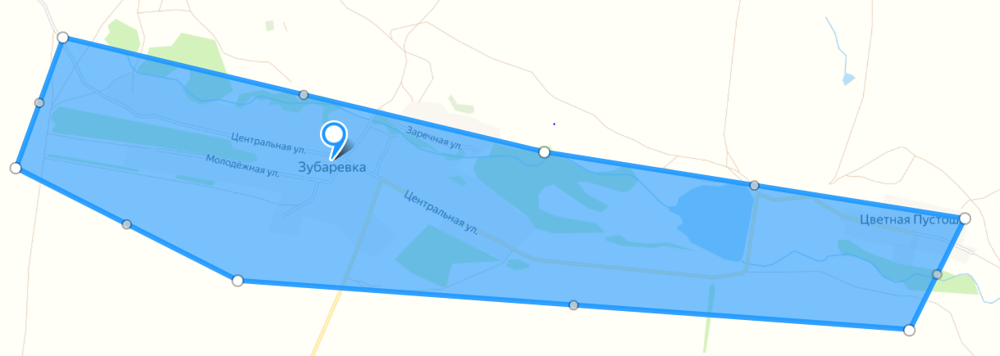 Заречная ул.
Центральная ул.
Молодёжная ул.
Зубаревка
Центральная ул.
Цветная Пустош